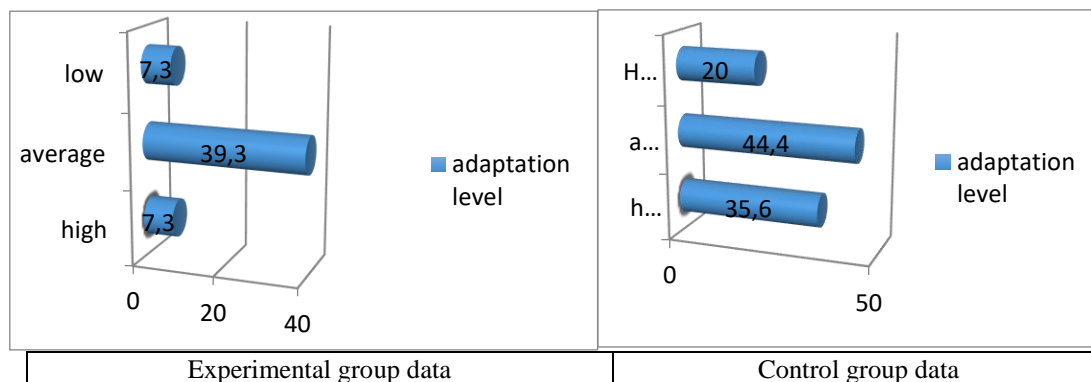 low
7,3
average
39,3
high
7,3
0
20
40
adaptation
level
H...
20
a...
44,4
h...
35,6
0
50
adaptation
level
Experimental group data
Control group data